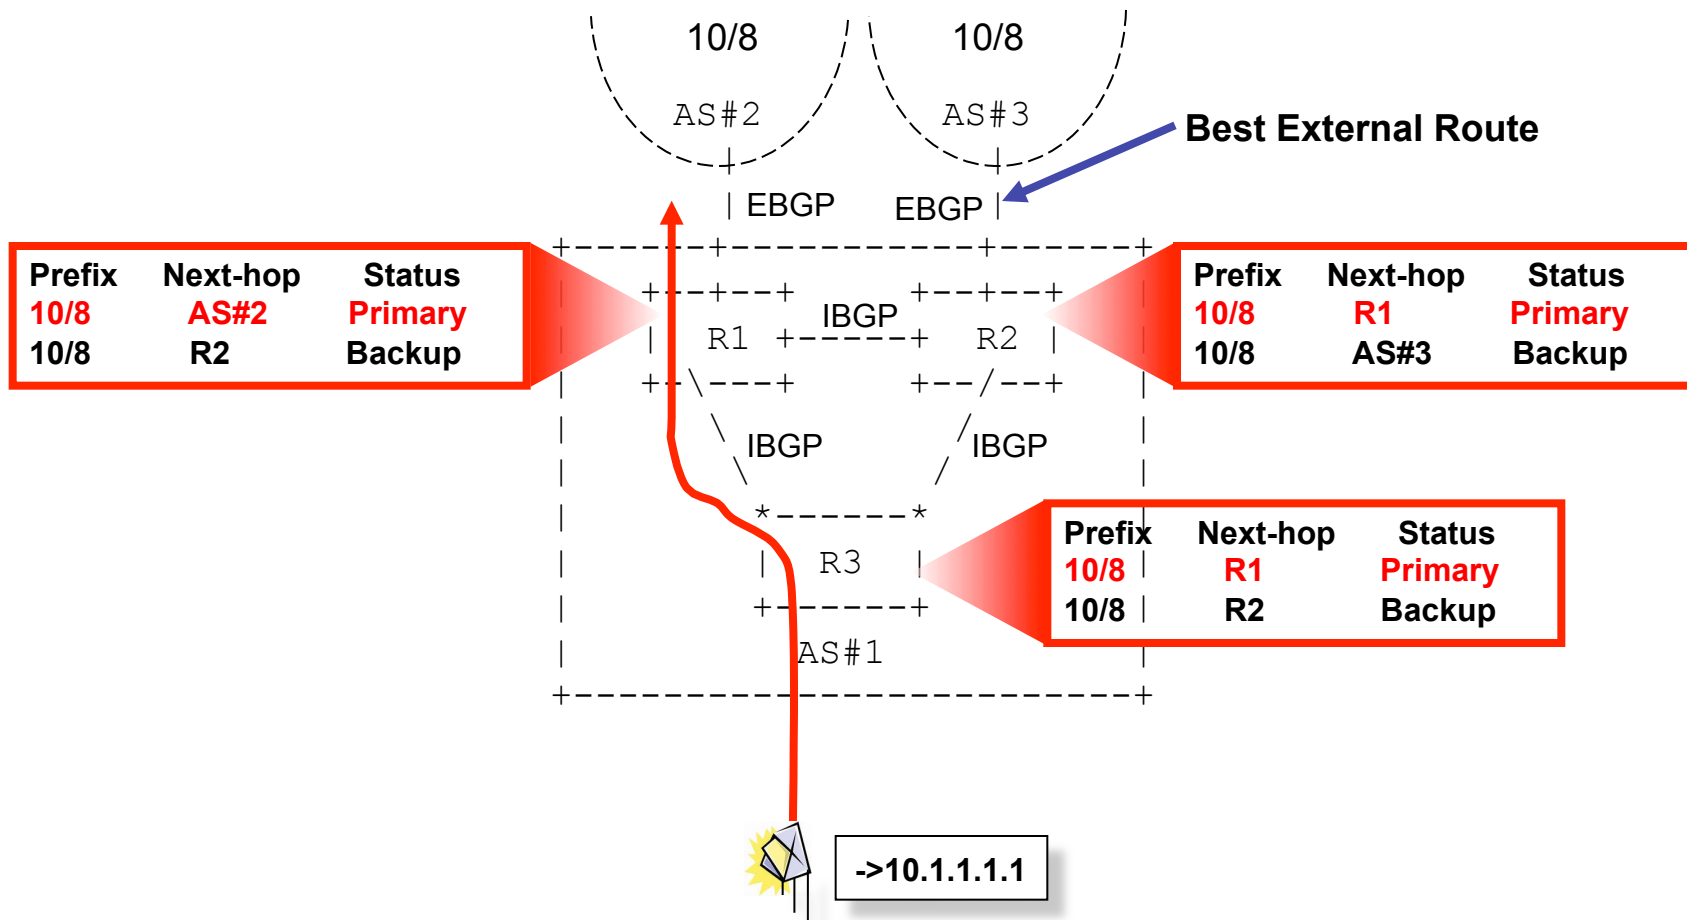 10/8 10/8
AS#2 AS#3
Best External Route
EBGP EBGP
Prefix Next-hop Status
10/8 AS#2 Primary
10/8 R2 Backup
Prefix Next-hop Status
10/8 R1 Primary
10/8 AS#3 Backup
R1 IBGP R2
IBGP IBGP
R3
Prefix Next-hop Status
10/8 R1 Primary
10/8 R2 Backup
AS#1
->10.1.1.1.1